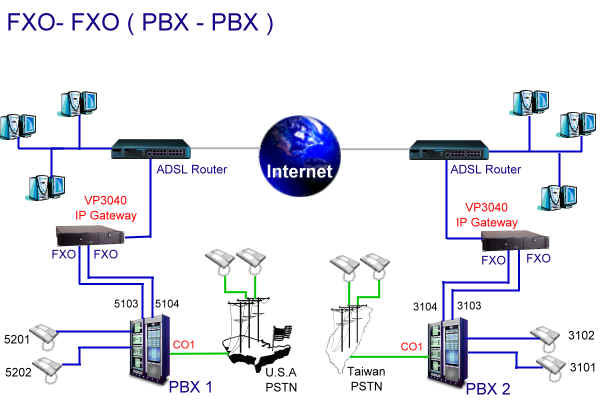 FXO- FXO ( PBX - PBX )
ADSL Router
Internet
ADSL Router
VP3040
IP Gateway
VP3040
IP Gateway
FXO
FXO
FXO
FXO
5103
5104
3104
3103
5201
5202
CO1
CO1
3102
3101
PBX 1
U.S.A
PSTN
Taiwan
PSTN
PBX 2